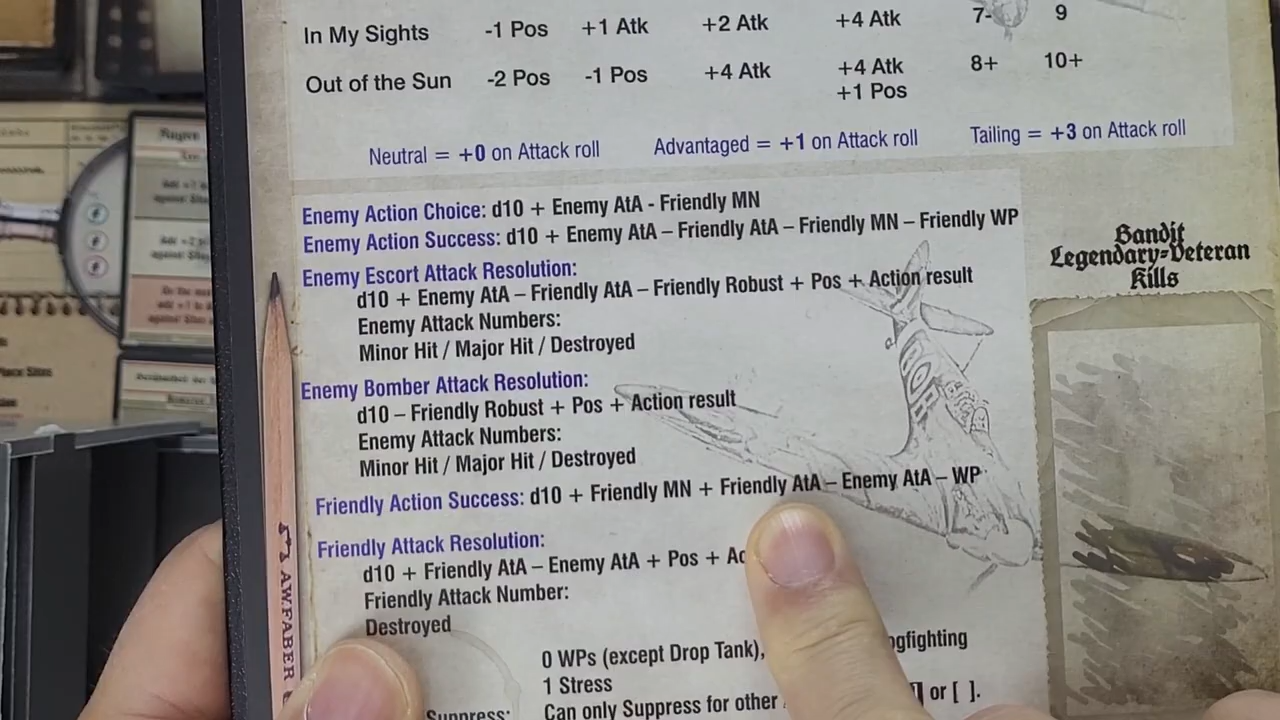 In My Sights -1 Pos +1 Atk +2 Atk +4 Atk 7- 9
Out of the Sun -2 Pos -1 Pos +4 Atk +4 Atk 8+ 10+
+1 Pos
Neutral = +0 on Attack roll Advantaged = +1 on Attack roll Tailing = +3 on Attack roll
Enemy Action Choice: d10 + Enemy AtA - Friendly MN
Enemy Action Success: d10 + Enemy AtA – Friendly AtA – Friendly MN – Friendly WP
Enemy Escort Attack Resolution:
d10 + Enemy AtA – Friendly AtA – Friendly Robust + Pos + Action result
Enemy Attack Numbers:
Minor Hit / Major Hit / Destroyed
Enemy Bomber Attack Resolution:
d10 – Friendly Robust + Pos + Action result
Enemy Attack Numbers:
Minor Hit / Major Hit / Destroyed
Friendly Action Success: d10 + Friendly MN + Friendly AtA – Enemy AtA – WP
Friendly Attack Resolution:
d10 + Friendly AtA – Enemy AtA + Pos +
Friendly Attack Number:
Destroyed
0 WPs (except Drop Tank),
1 Stress
Suppress: Can only Suppress for other or [ ].
Bandit
Legendary-Veteran
Kills
AWFABER